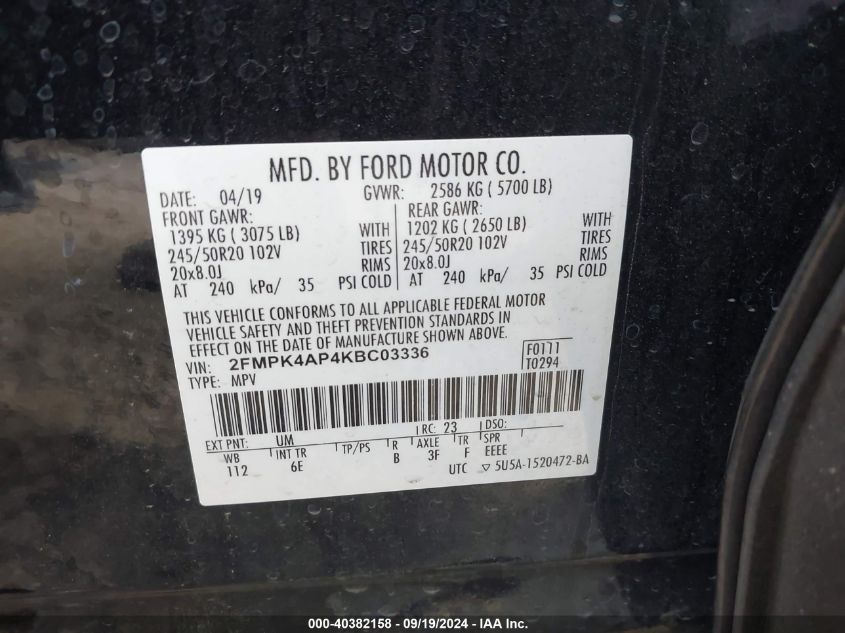 MFD. BY FORD MOTOR CO.
DATE: 04/19 GVWR: 2586 KG ( 5700 LB)
FRONT GAWR: REAR GAWR:
1395 KG ( 3075 LB) WITH 1202 KG ( 2650 LB) WITH
245/50R20 102V TIRES 245/50R20 102V TIRES
20x8.0J RIMS 20x8.0J RIMS
AT 240 kPa/ 35 PSI COLD AT 240 kPa/ 35 PSI COLD
THIS VEHICLE CONFORMS TO ALL APPLICABLE FEDERAL MOTOR
VEHICLE SAFETY AND THEFT PREVENTION STANDARDS IN
EFFECT ON THE DATE OF MANUFACTURE SHOWN ABOVE.
VIN: 2FMPK4AP4KBC03336 F0111
TYPE: MPV T0294
EXT PNT: UM RC: 23 DSO:
WB INT TR TP/PS R AXLE TR SPR
112 6E B 3F F EEEE
UTC ▽ 5U5A-1520472-BA
000-40382158 - 09/19/2024 - IAA Inc.